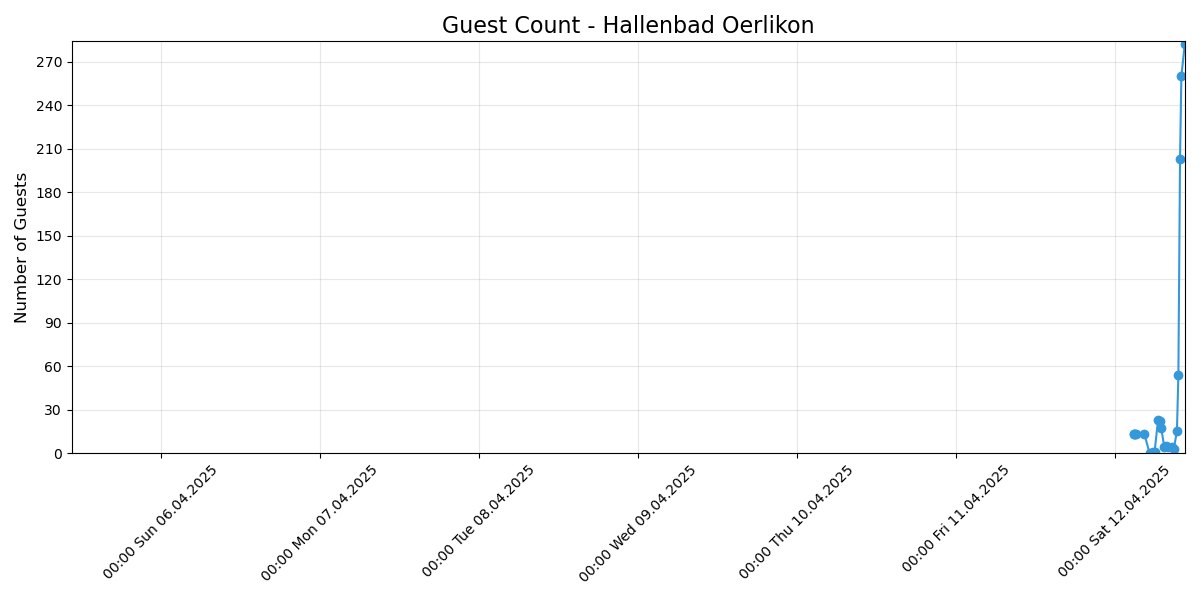 Guest Count - Hallenbad Oerlikon
Number of Guests
270
240
210
180
150
120
90
60
30
0
00:00 Sun 06.04.2025
00:00 Mon 07.04.2025
00:00 Tue 08.04.2025
00:00 Wed 09.04.2025
00:00 Thu 10.04.2025
00:00 Fri 11.04.2025
00:00 Sat 12.04.2025